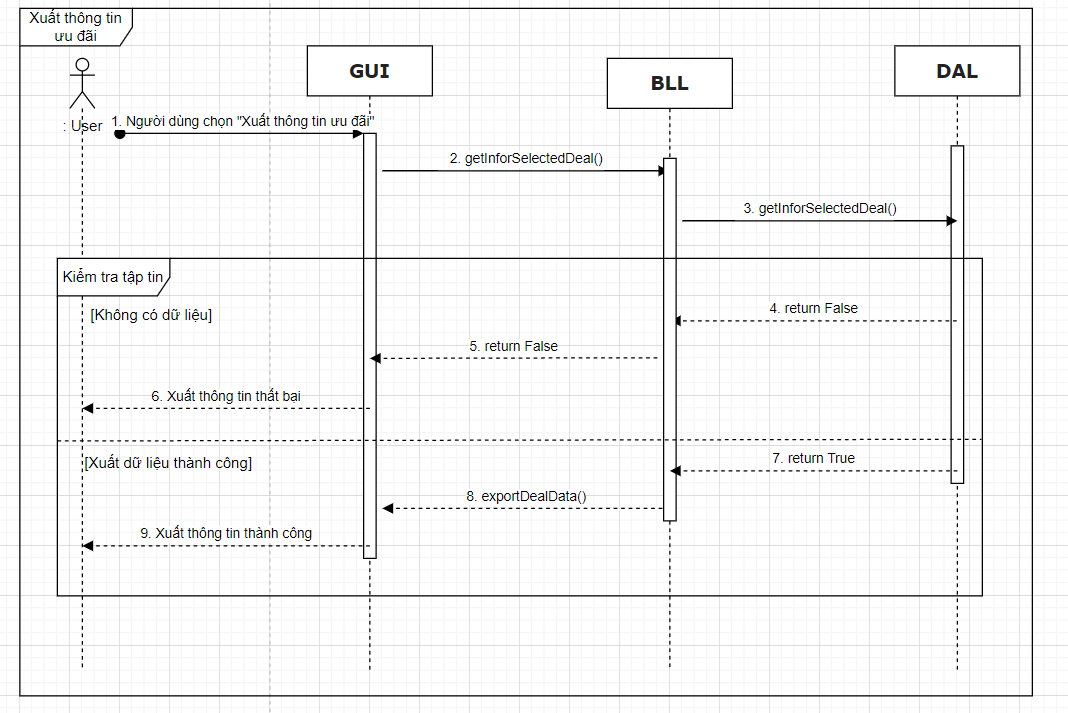 Xuất thông tin
ưu đãi
GUI
BLL
DAL
: User
1. Người dùng chọn "Xuất thông tin ưu đãi"
2. getInforSelectedDeal()
3. getInforSelectedDeal()
Kiểm tra tập tin
[Không có dữ liệu]
4. return False
5. return False
6. Xuất thông tin thất bại
[Xuất dữ liệu thành công]
7. return True
8. exportDealData()
9. Xuất thông tin thành công